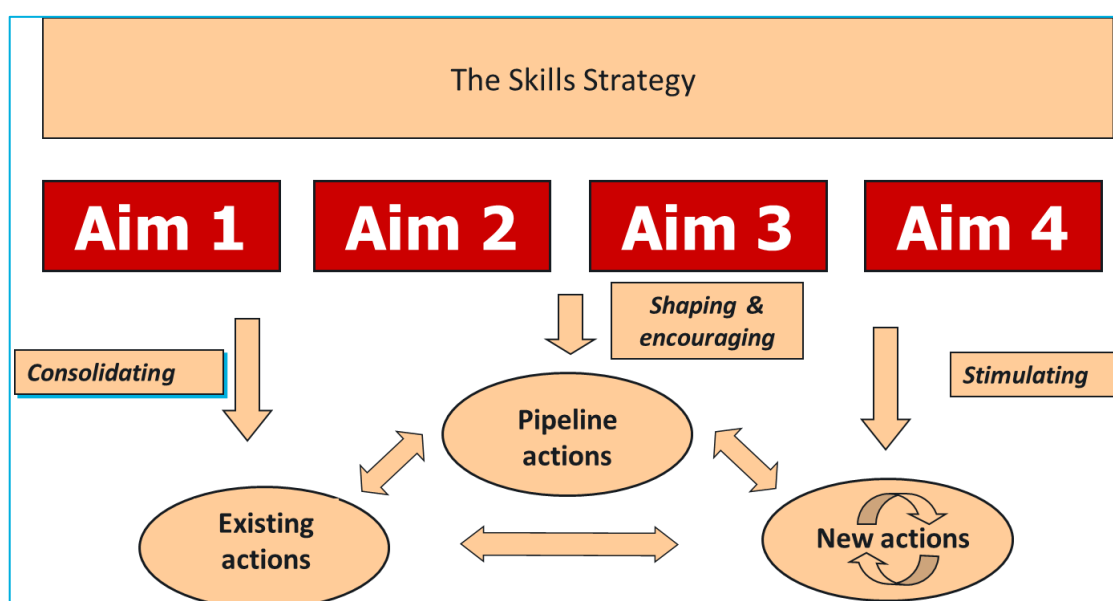 The Skills Strategy
Aim 1
Aim 2
Aim 3
Aim 4
Shaping &
encouraging
Consolidating
Stimulating
Pipeline
actions
Existing
actions
New actions